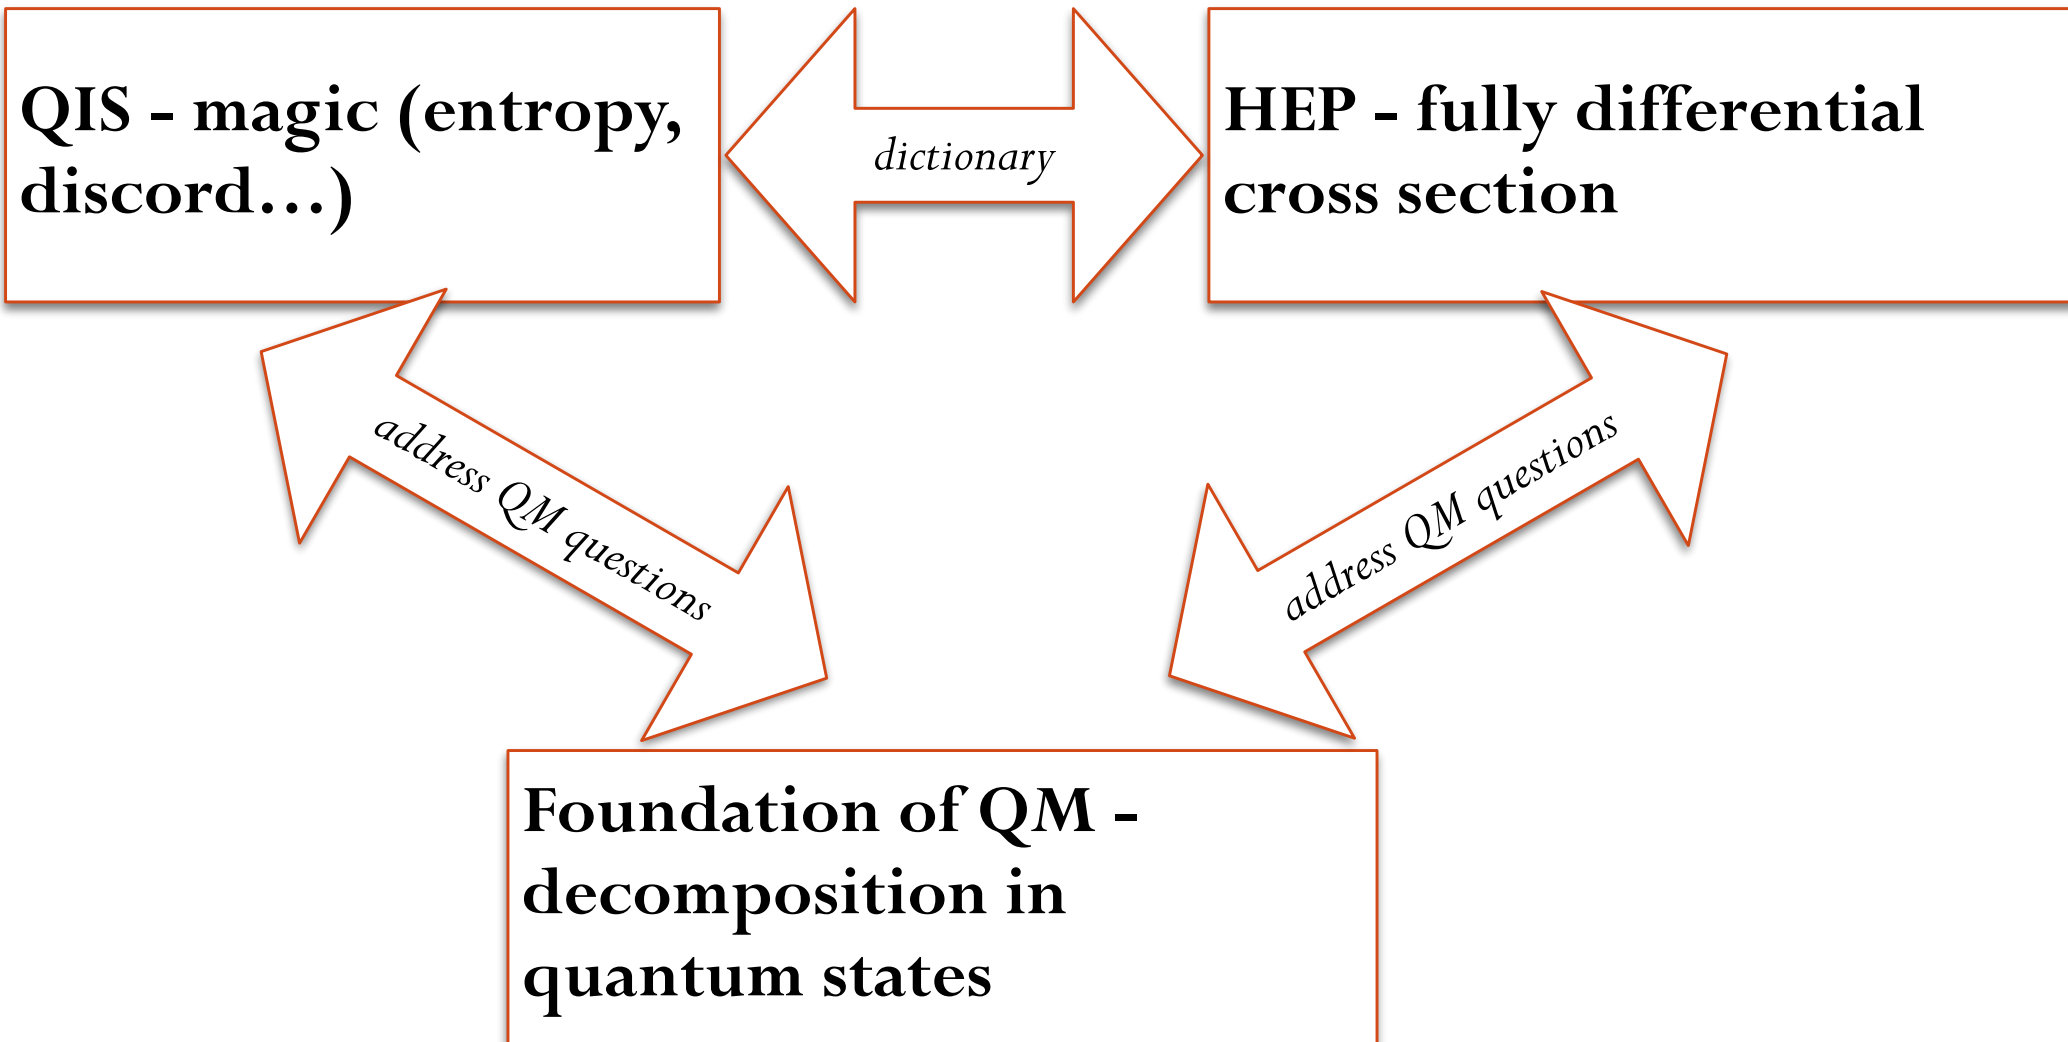 QIS - magic (entropy,
discord…)
dictionary
HEP - fully differential
cross section
address QM questions
address QM questions
Foundation of QM -
decomposition in
quantum states